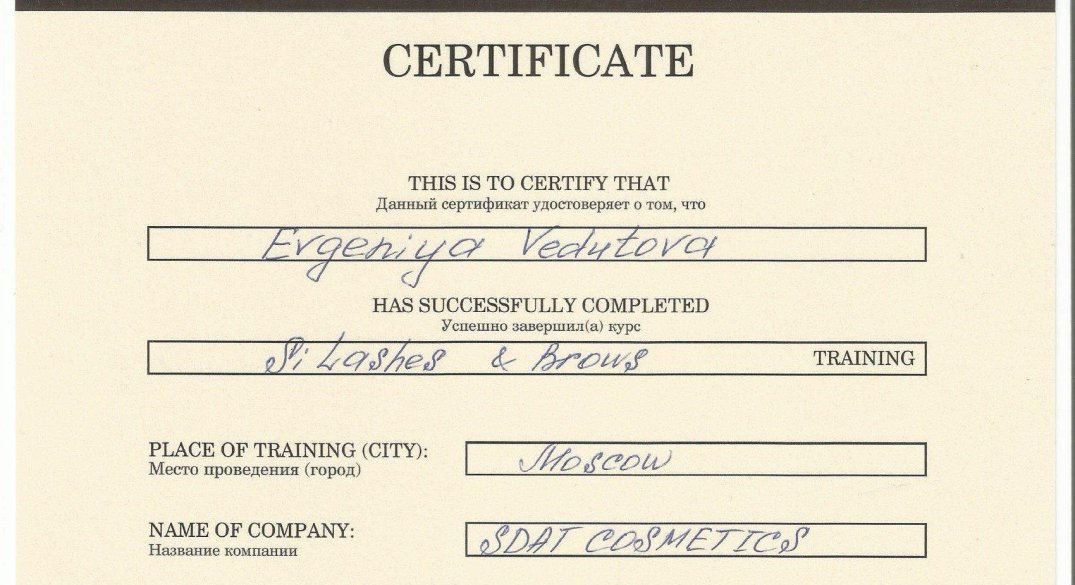 CERTIFICATE
THIS IS TO CERTIFY THAT
Данный сертификат удостоверяет о том, что
Evgeniya Vedutova
HAS SUCCESSFULLY COMPLETED
Успешно завершил(а) курс
Si Lashes & Brows TRAINING
PLACE OF TRAINING (CITY): Moscow
Место проведения (город)
NAME OF COMPANY: SDAT COSMETICS
Название компании